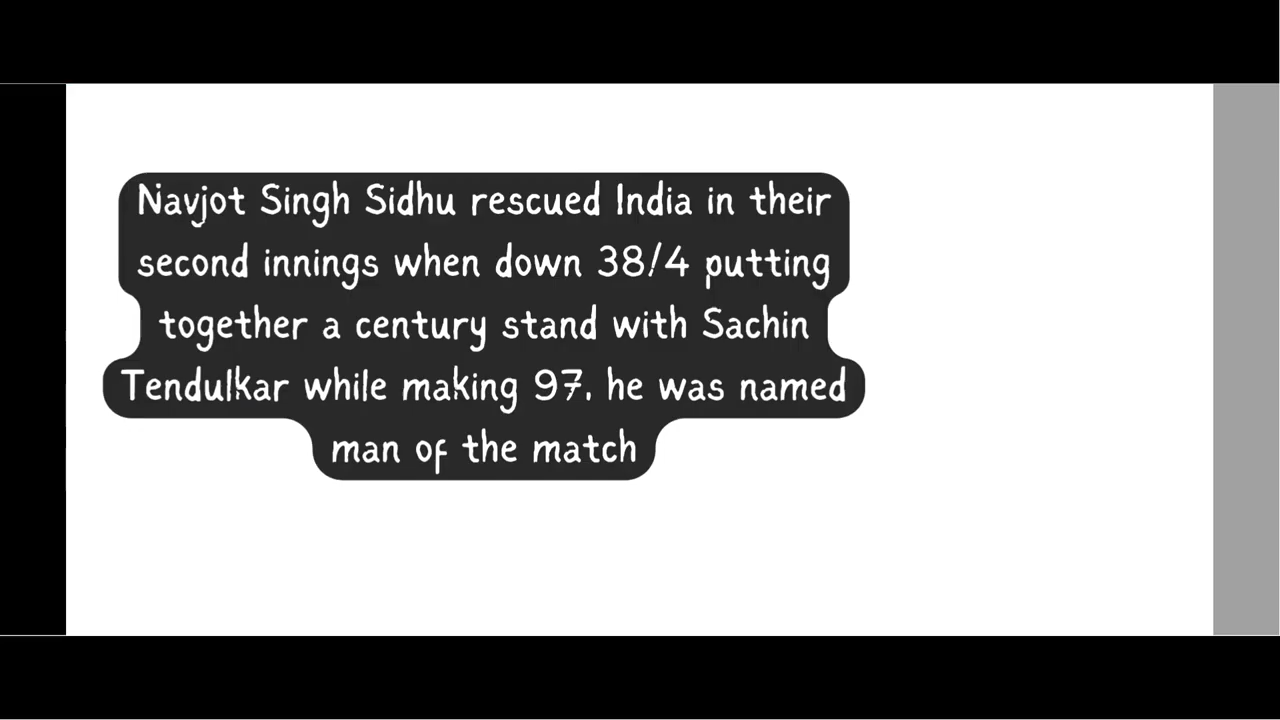 Navjot Singh Sidhu rescued India in their
second innings when down 38/4 putting
together a century stand with Sachin
Tendulkar while making 97. he was named
man of the match